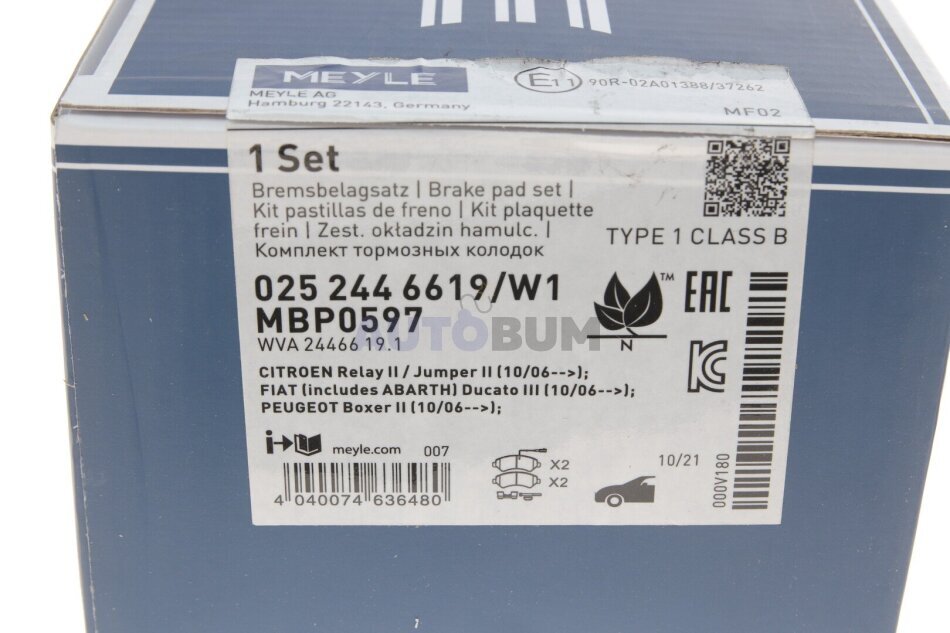 MEYLE
MEYLE AG
Hamburg 22143, Germany
E11 90R-02A01388/37262
MF02
1 Set
Bremsbelagsatz | Brake pad set |
Kit pastillas de freno | Kit plaquette
frein | Zest. okładzin hamulc. |
Комплект тормозных колодок
TYPE 1 CLASS B
025 244 6619/W1
MBP0597
WVA 24466 19.1
AUTOBUM
TM
N
EAC
KC
CITROEN Relay II / Jumper II (10/06-->);
FIAT (includes ABARTH) Ducato III (10/06-->);
PEUGEOT Boxer II (10/06-->);
i
meyle.com 007
4 040074 636480
X2
X2
10/21
000V180